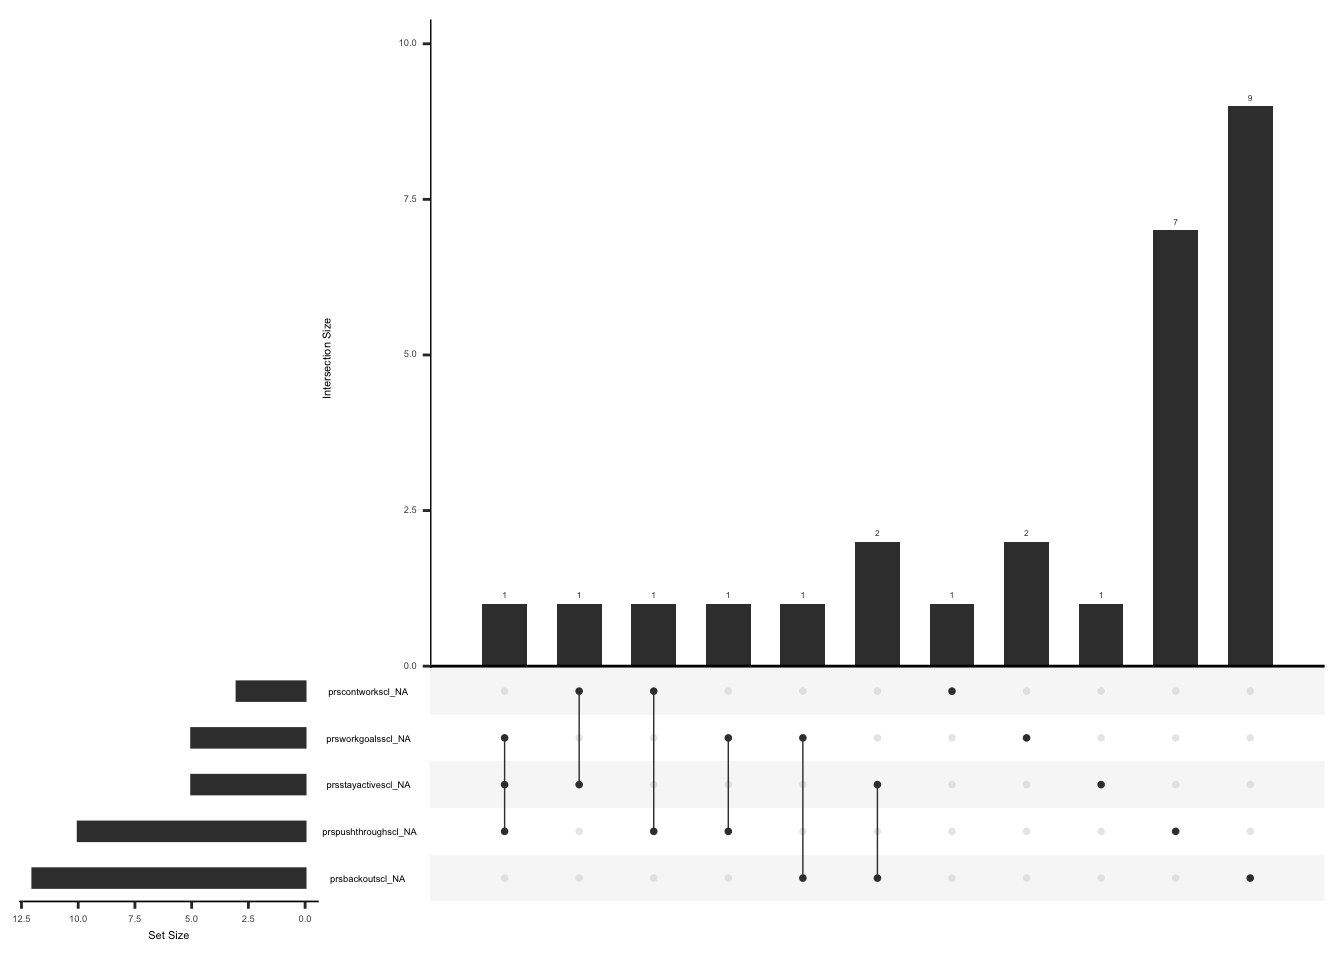 10.0
7.5
5.0
2.5
0.0
Intersection Size
1 1 1 1 1 2 1 2 1 7 9
prscontworkscl_NA
prsworkgoalsscl_NA
prsstayactivescl_NA
prspushthroughscl_NA
prsbackoutscl_NA
12.5 10.0 7.5 5.0 2.5 0.0
Set Size